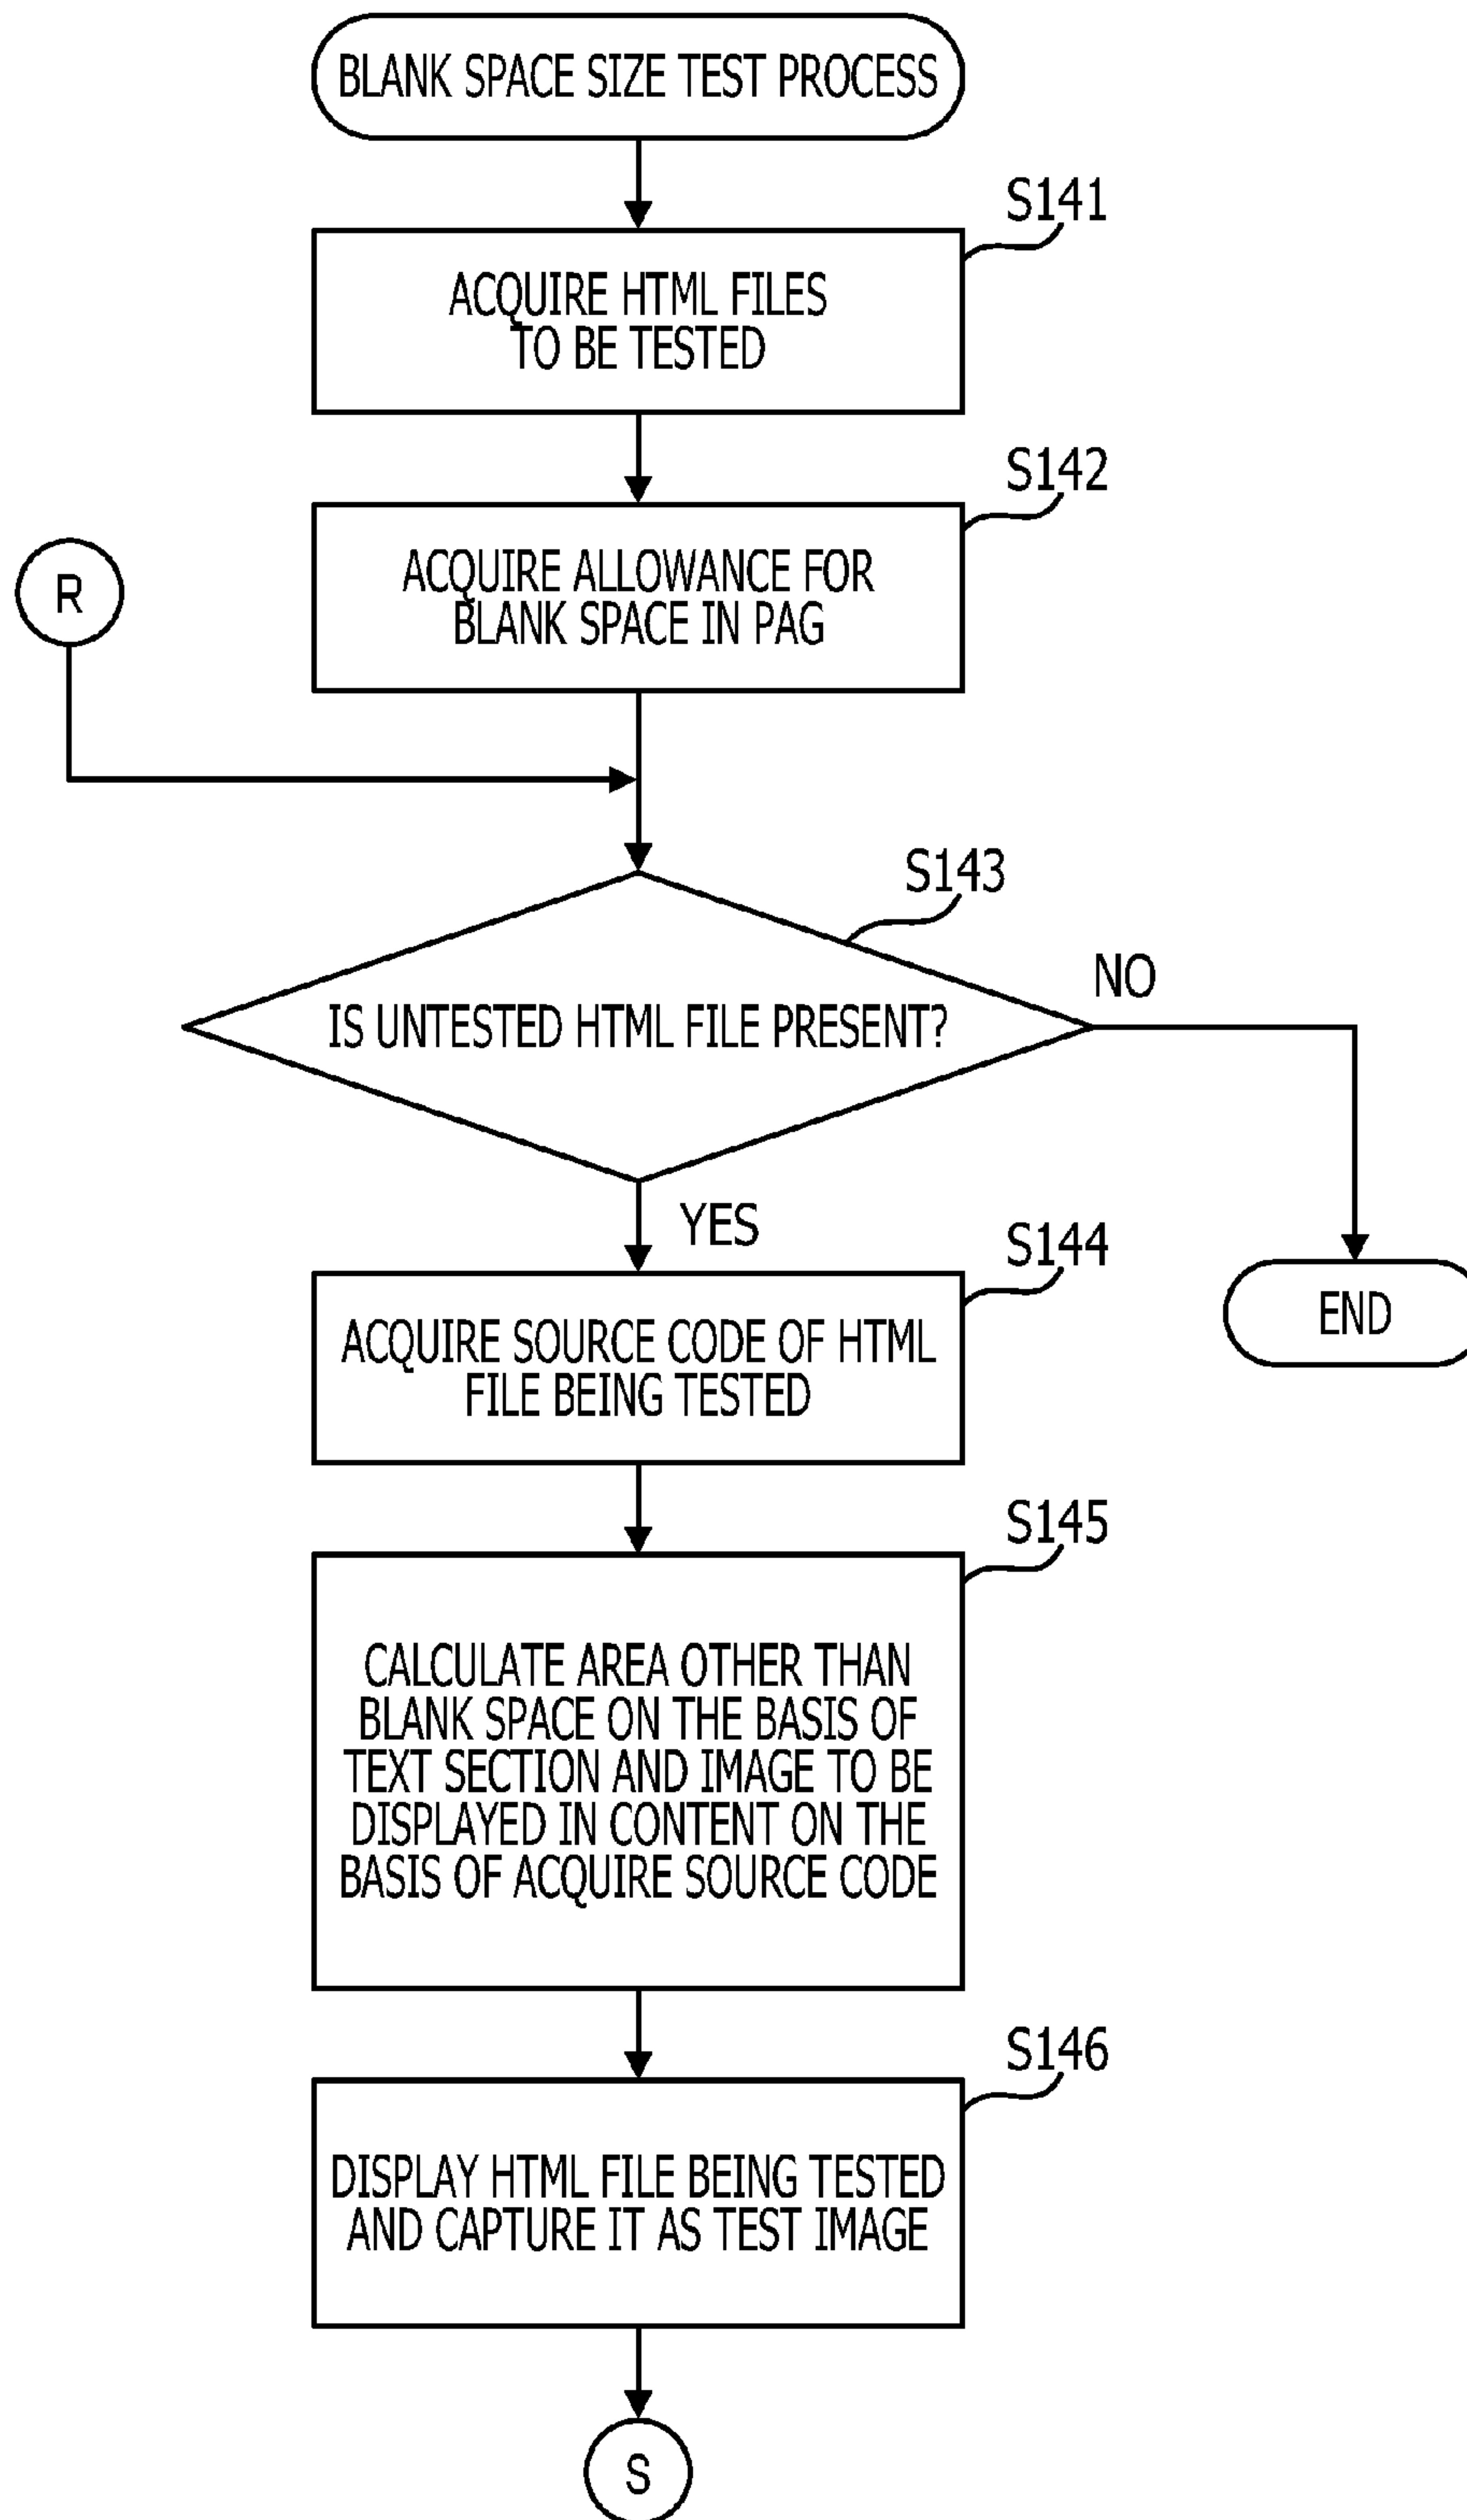 BLANK SPACE SIZE TEST PROCESS
S141
ACQUIRE HTML FILES
TO BE TESTED
S142
ACQUIRE ALLOWANCE FOR
BLANK SPACE IN PAG
R
S143
IS UNTESTED HTML FILE PRESENT?
NO
YES
S144
ACQUIRE SOURCE CODE OF HTML
FILE BEING TESTED
END
S145
CALCULATE AREA OTHER THAN
BLANK SPACE ON THE BASIS OF
TEXT SECTION AND IMAGE TO BE
DISPLAYED IN CONTENT ON THE
BASIS OF ACQUIRE SOURCE CODE
S146
DISPLAY HTML FILE BEING TESTED
AND CAPTURE IT AS TEST IMAGE
S